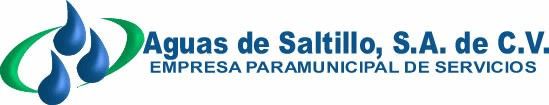 Aguas de Saltillo, S.A. de C.V.
EMPRESA PARAMUNICIPAL DE SERVICIOS